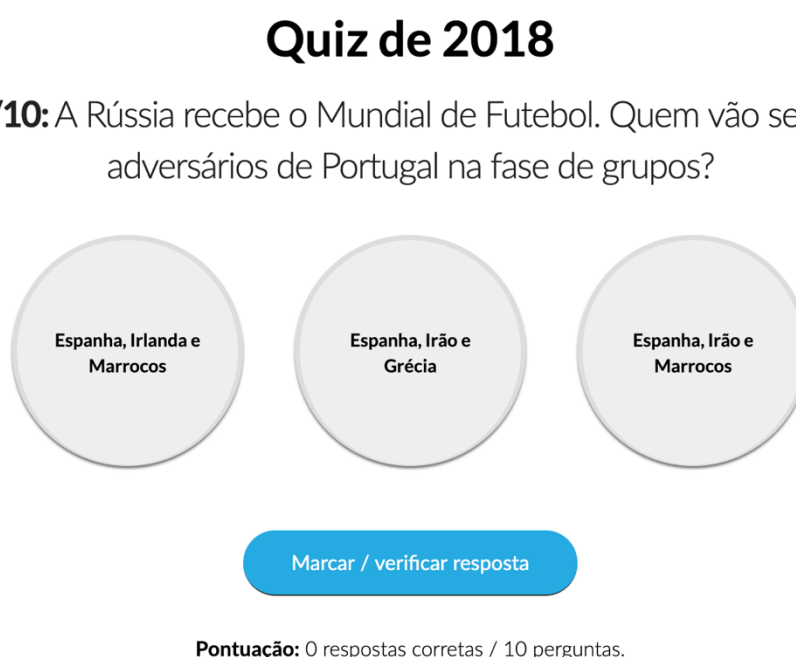 Quiz de 2018
/10: A Rússia recebe o Mundial de Futebol. Quem vão se
adversários de Portugal na fase de grupos?
Espanha, Irlanda e
Marrocos
Espanha, Irão e
Grécia
Espanha, Irão e
Marrocos
Marcar / verificar resposta
Pontuação: 0 respostas corretas / 10 perguntas.